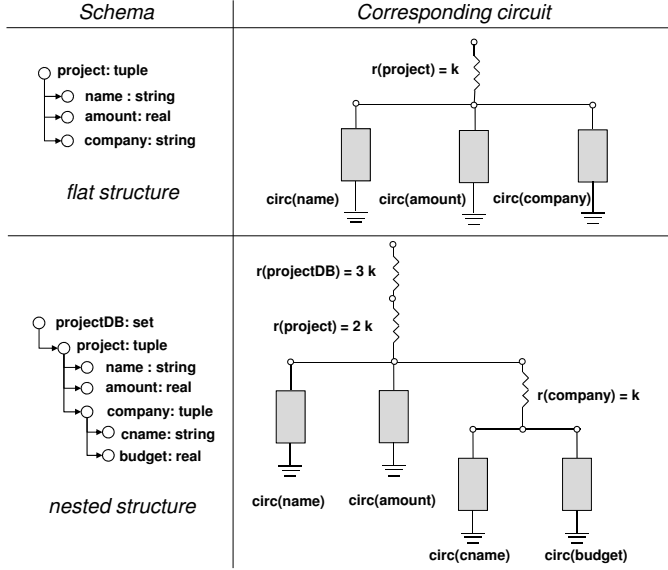 Schema
Corresponding circuit
project: tuple
name : string
amount: real
company: string
flat structure
r(project) = k
circ(name)
circ(amount)
circ(company)
projectDB: set
project: tuple
name : string
amount: real
company: tuple
cname: string
budget: real
nested structure
r(projectDB) = 3 k
r(project) = 2 k
r(company) = k
circ(name)
circ(amount)
circ(cname)
circ(budget)